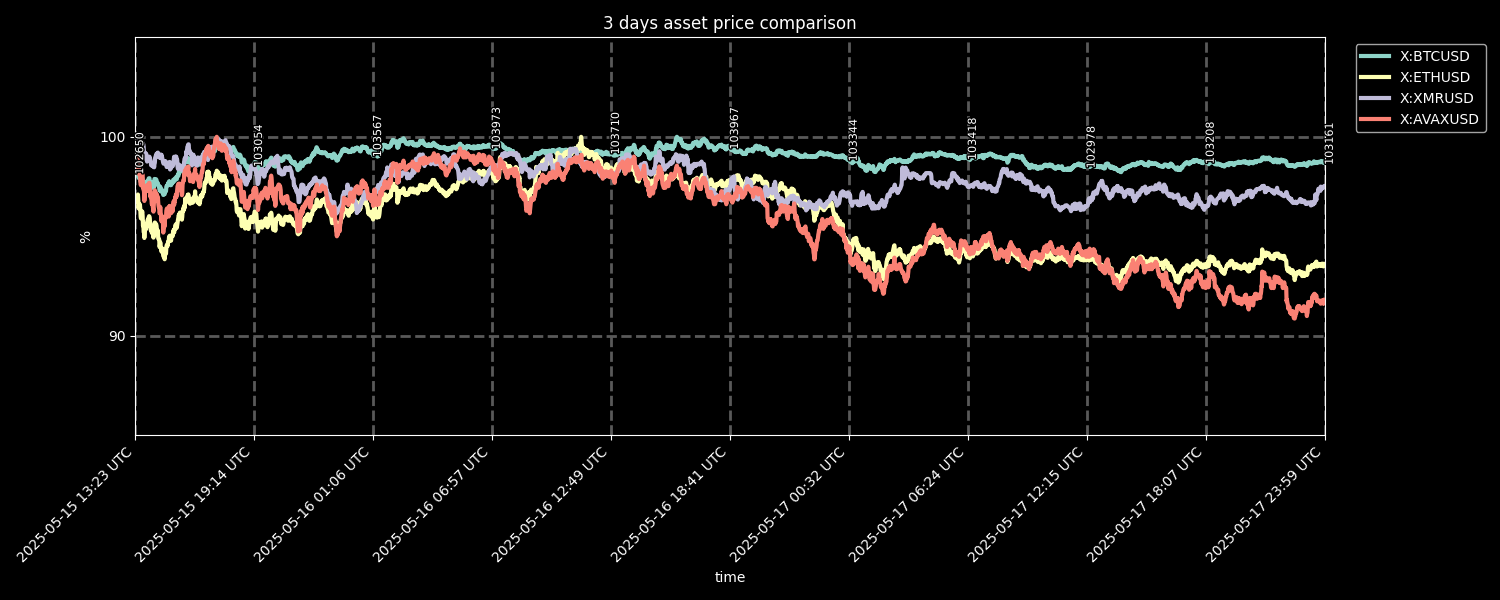 3 days asset price comparison
X:BTCUSD
X:ETHUSD
X:XMRUSD
X:AVAXUSD
100
90
%
102650
103054
103567
103973
103710
103967
103344
103418
102978
103208
103161
2025-05-15 13:23 UTC
2025-05-15 19:14 UTC
2025-05-16 01:06 UTC
2025-05-16 06:57 UTC
2025-05-16 12:49 UTC
2025-05-16 18:41 UTC
2025-05-17 00:32 UTC
2025-05-17 06:24 UTC
2025-05-17 12:15 UTC
2025-05-17 18:07 UTC
2025-05-17 23:59 UTC
time